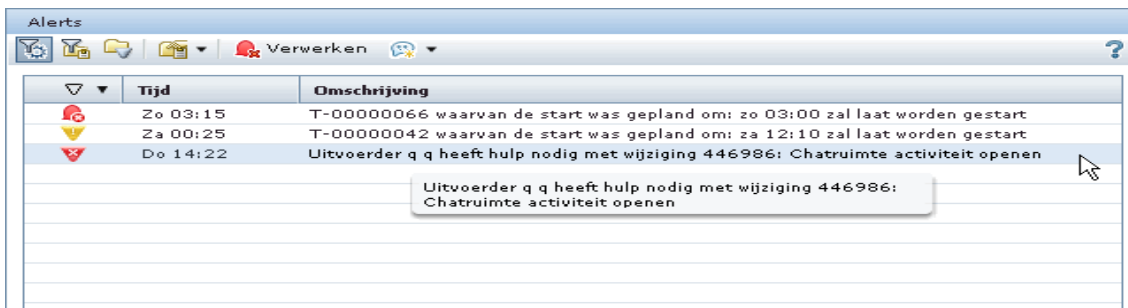 Alerts
Verwerken
?
Tijd Omschrijving
Zo 03:15 T-00000066 waarvan de start was gepland om: zo 03:00 zal laat worden gestart
Za 00:25 T-00000042 waarvan de start was gepland om: za 12:10 zal laat worden gestart
Do 14:22 Uitvoerder q q heeft hulp nodig met wijziging 446986: Chatruimte activiteit openen
Uitvoerder q q heeft hulp nodig met wijziging 446986:
Chatruimte activiteit openen